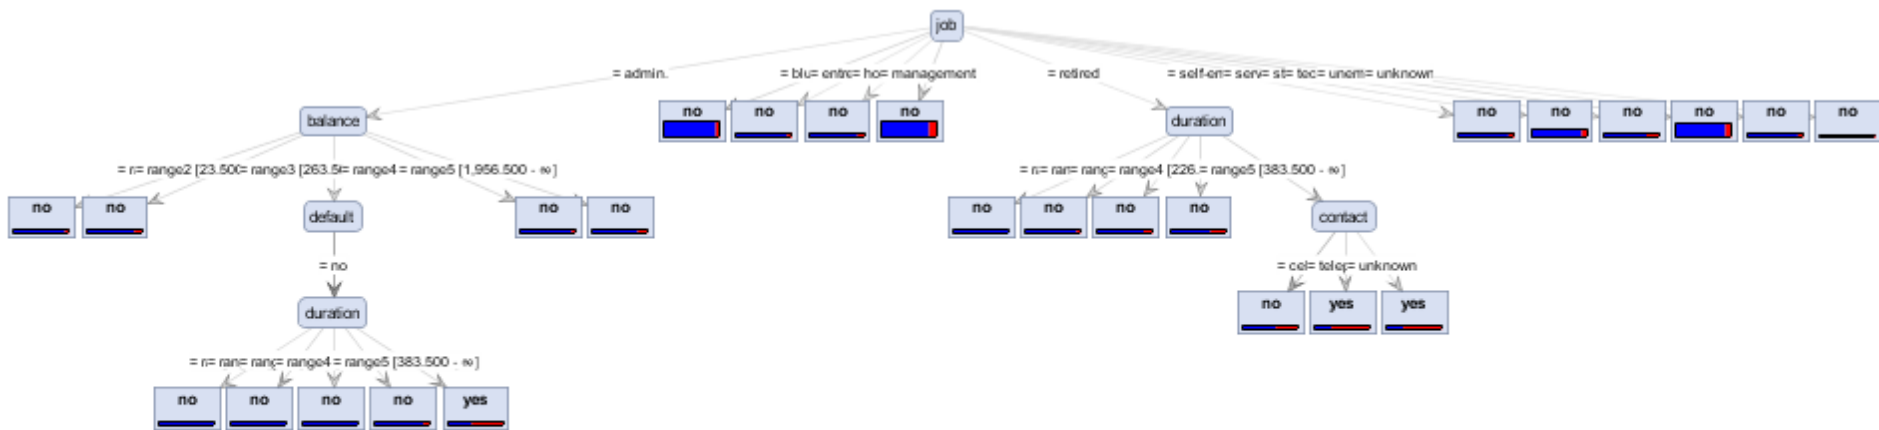 job
= admin.
= blu= entre= ho= management
= retired
= self-em= serv= st= tec= unem= unknown
balance
no
no
no
no
duration
no
no
no
no
no
no
= r= range2 [23.500= range3 [263.5(= range4 = range5 [1,956.500 - ∞]
= r= ran= rang= range4 [226.= range5 [383.500 - ∞]
no
no
default
no
no
no
no
no
no
contact
= no
= cel= telep= unknown
duration
no
yes
yes
= r= ran= rang= range4 = range5 [383.500 - ∞]
no
no
no
no
yes